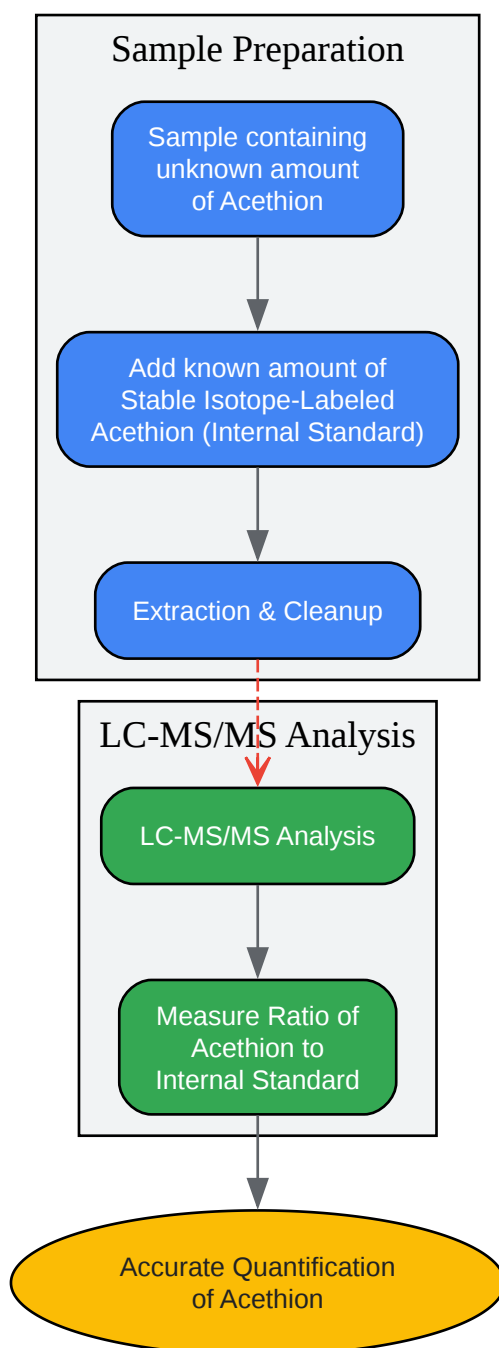 Sample Preparation
Sample containing
unknown amount
of Acethion
Add known amount of
Stable Isotope-Labeled
Acethion (Internal Standard)
Extraction & Cleanup
LC-MS/MS Analysis
LC-MS/MS Analysis
Measure Ratio of
Acethion to
Internal Standard
Accurate Quantification
of Acethion